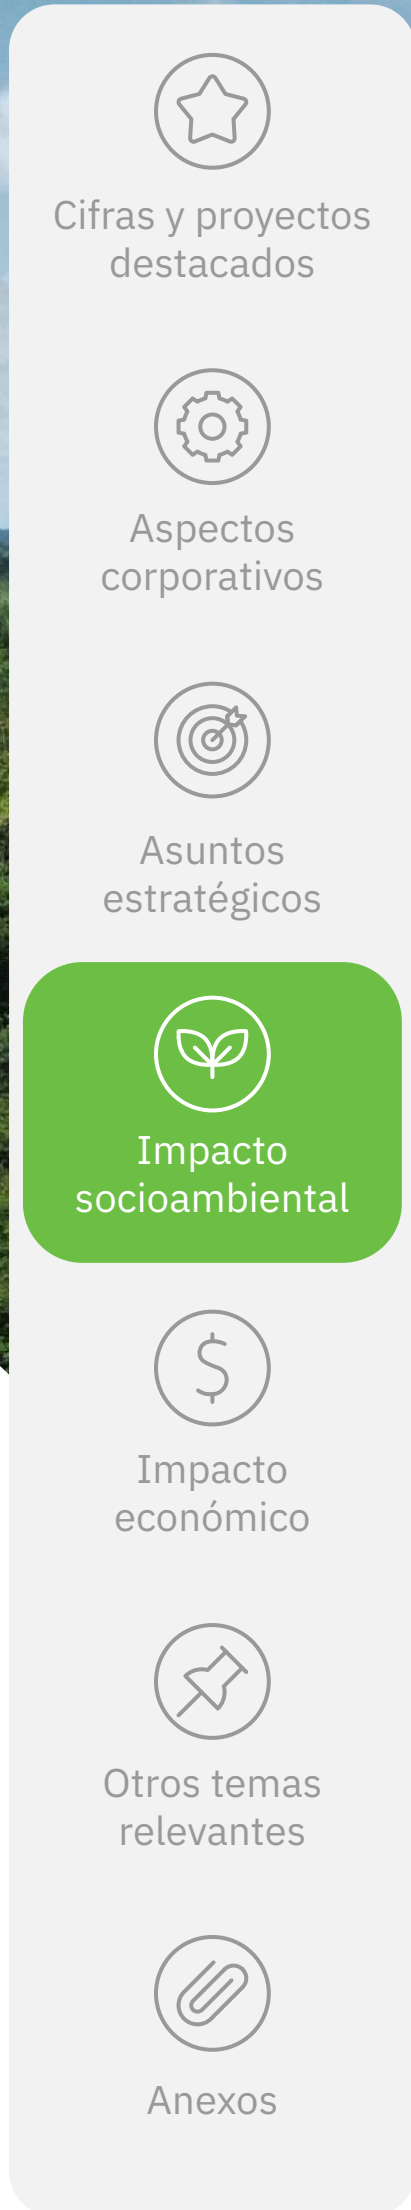 Cifras y proyectos
destacados
Aspectos
corporativos
Asuntos
estratégicos
Impacto
socioambiental
Impacto
económico
Otros temas
relevantes
Anexos